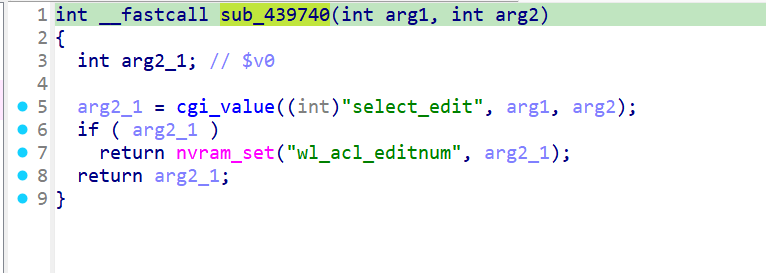 1 int __fastcall sub_439740(int arg1, int arg2)
2 {
3 int arg2_1; // $v0
4
5 arg2_1 = cgi_value((int)"select_edit", arg1, arg2);
6 if ( arg2_1 )
7 return nvram_set("wl_acl_editnum", arg2_1);
8 return arg2_1;
9 }